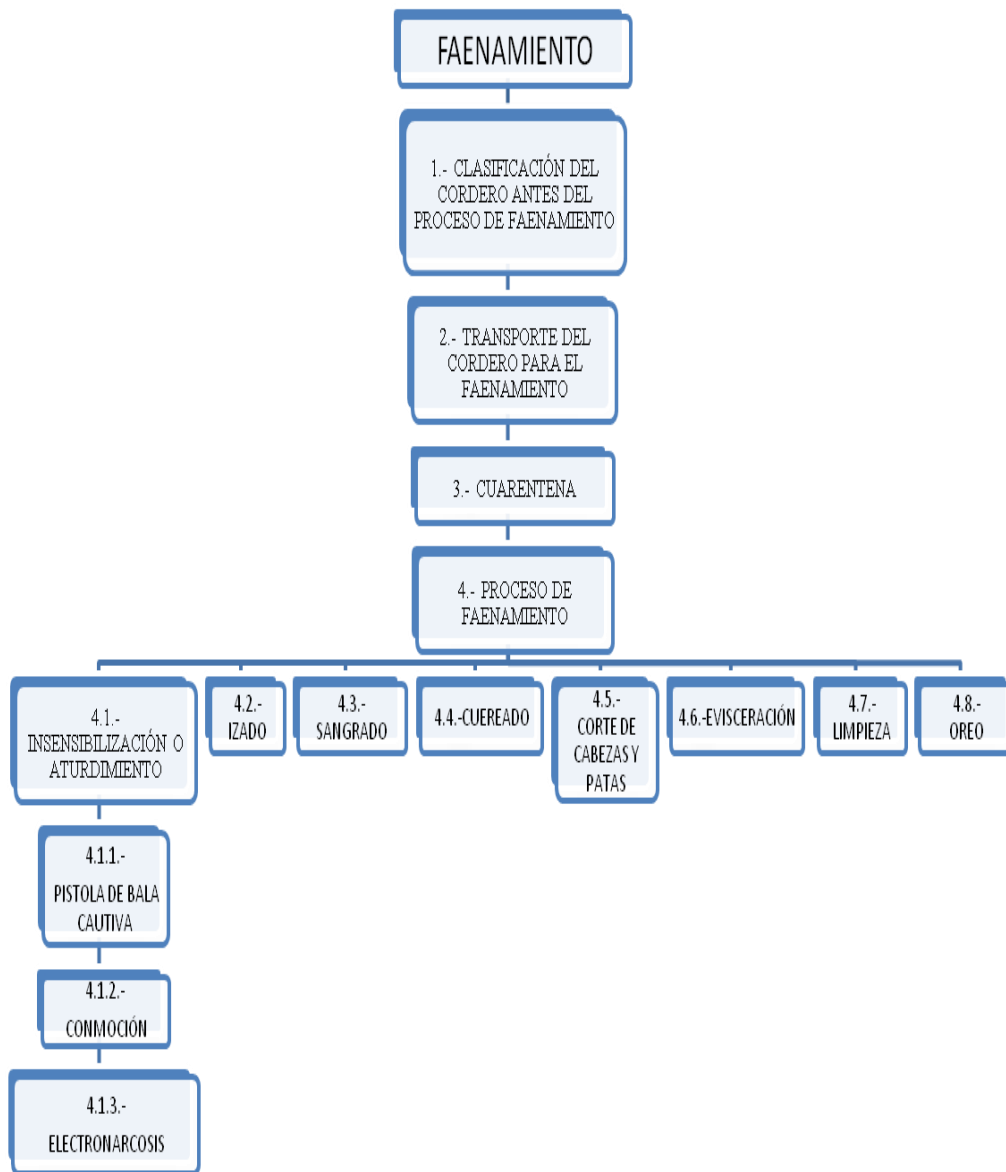 FAENAMIENTO
1.- CLASIFICACIÓN DEL
CORDERO ANTES DEL
PROCESO DE FAENAMIENTO
2.- TRANSPORTE DEL
CORDERO PARA EL
FAENAMIENTO
3.- CUARENTENA
4.- PROCESO DE
FAENAMIENTO
4.1.-
INSENSIBILIZACIÓN O
ATURDIMIENTO
4.2.-
IZADO
4.3.-
SANGRADO
4.4.-CUEREADO
4.5.-
CORTE DE
CABEZAS Y
PATAS
4.6.-EVISCERACIÓN
4.7.-
LIMPIEZA
4.8.-
OREO
4.1.1.-
PISTOLA DE BALA
CAUTIVA
4.1.2.-
CONMOCIÓN
4.1.3.-
ELECTRONARCOSIS